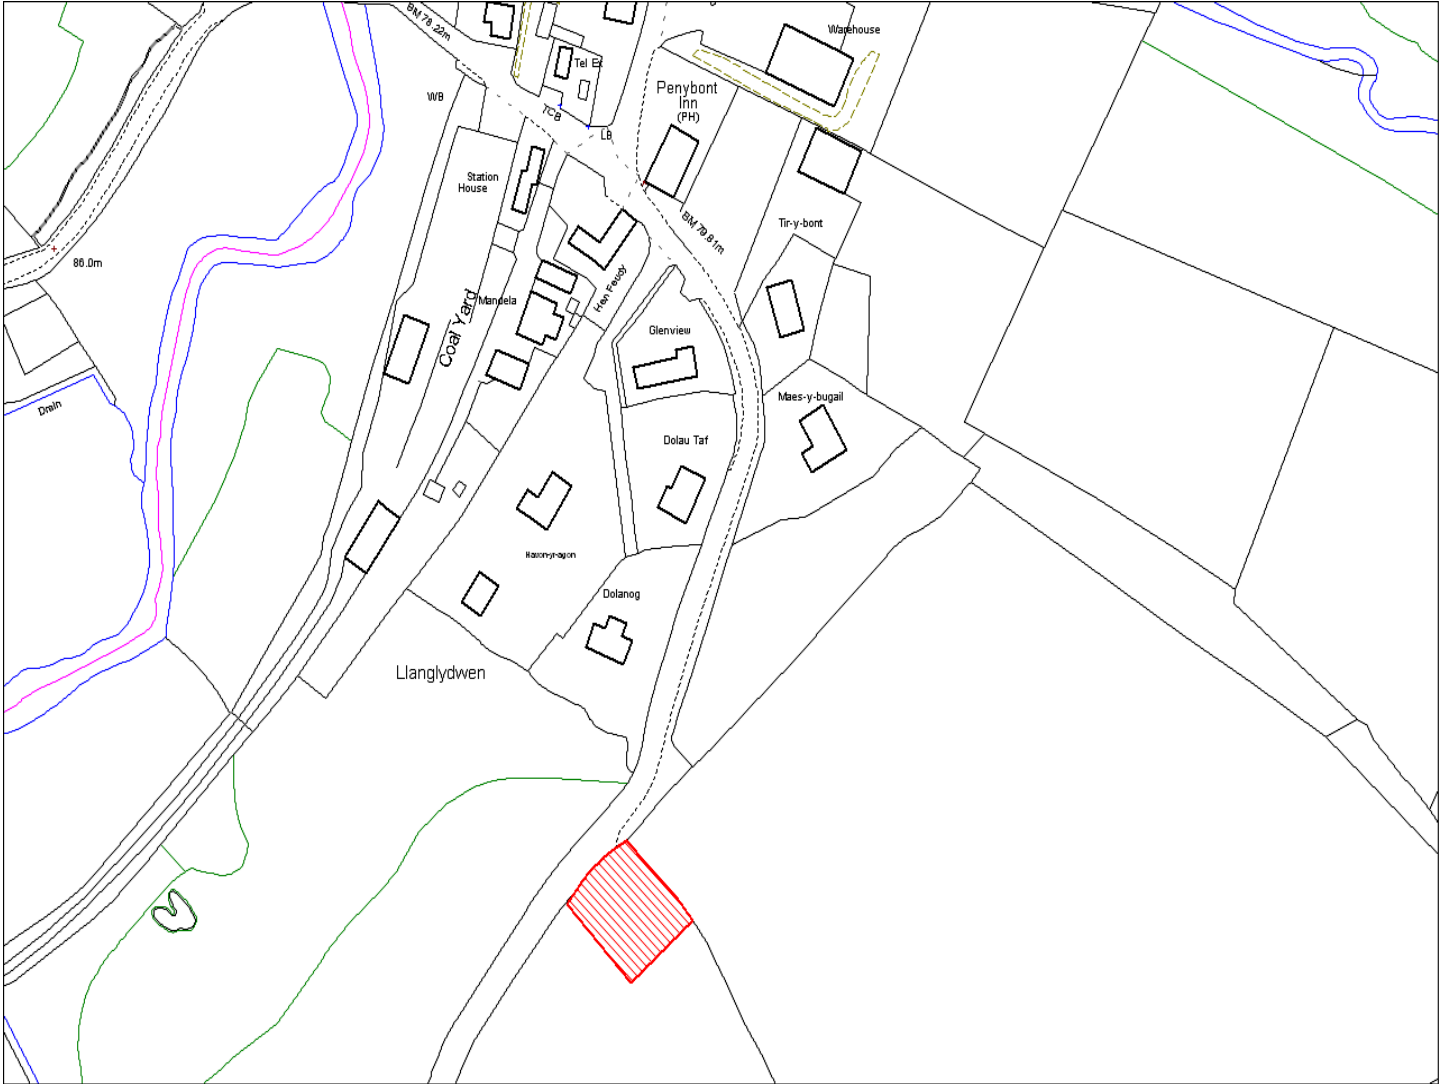 BM 78.22m
Warehouse
Tel Ex
WB
Penybont
Inn
(PH)
TCB
LB
Station
House
Tir-y-bont
BM 79.81m
86.0m
Hen Feudy
Mandela
Coal Yard
Glenview
Maes-y-bugail
Drain
Dolau Taf
Dolanog
Llanglydwen